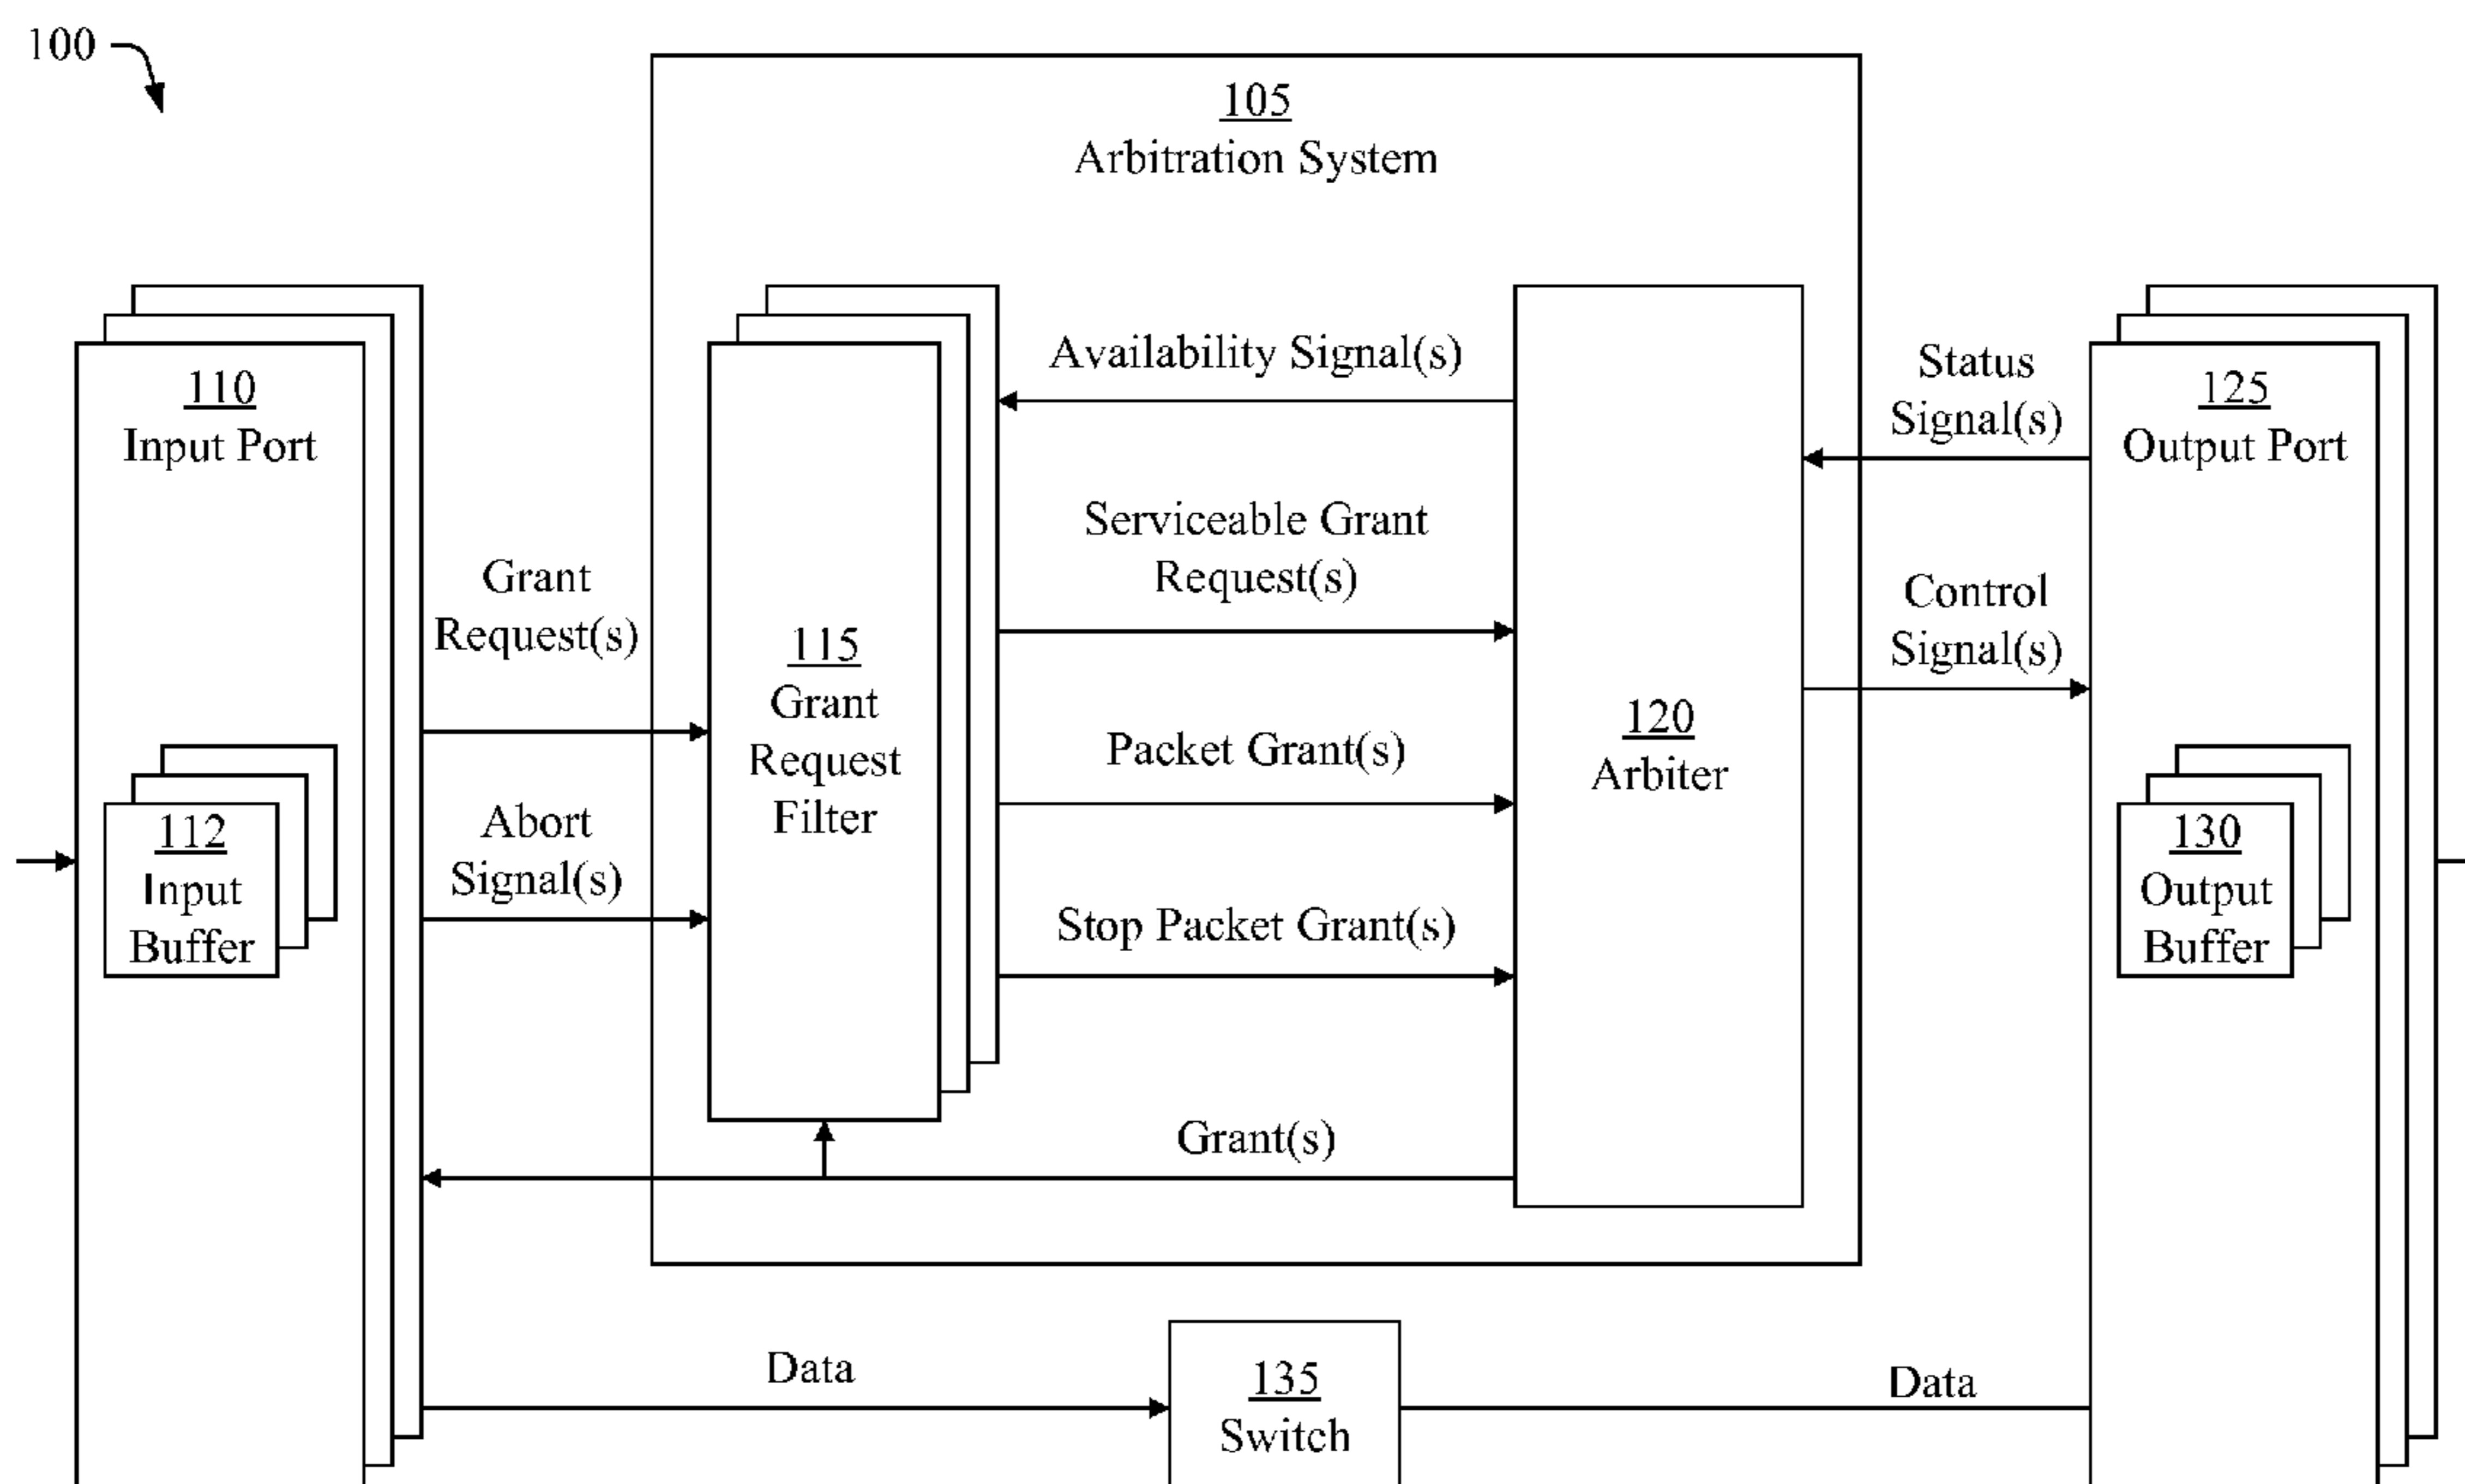 100
105
Arbitration System
110
Input Port
Availability Signal(s)
Status
Signal(s)
125
Output Port
Grant
Request(s)
115
Grant
Request
Filter
Serviceable Grant
Request(s)
120
Arbiter
Control
Signal(s)
Packet Grant(s)
112
Input
Buffer
Abort
Signal(s)
Stop Packet Grant(s)
130
Output
Buffer
Grant(s)
Data
135
Switch
Data